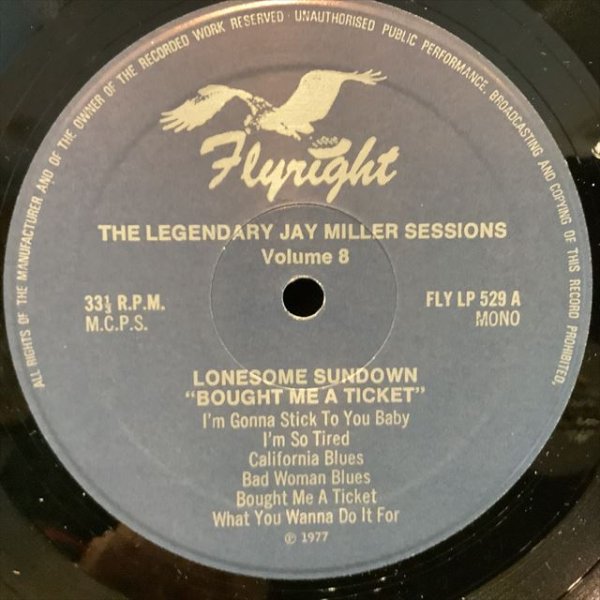 ALL RIGHTS OF THE MANUFACTURER AND OF THE OWNER OF THE RECORDED WORK RESERVED · UNAUTHORISED PUBLIC PERFORMANCE, BROADCASTING AND COPYING OF THIS RECORD PROHIBITED.
Flyright
THE LEGENDARY JAY MILLER SESSIONS
Volume 8
33⅓ R.P.M.
M.C.P.S.
FLY LP 529 A
MONO
LONESOME SUNDOWN
"BOUGHT ME A TICKET"
I'm Gonna Stick To You Baby
I'm So Tired
California Blues
Bad Woman Blues
Bought Me A Ticket
What You Wanna Do It For
℗ 1977